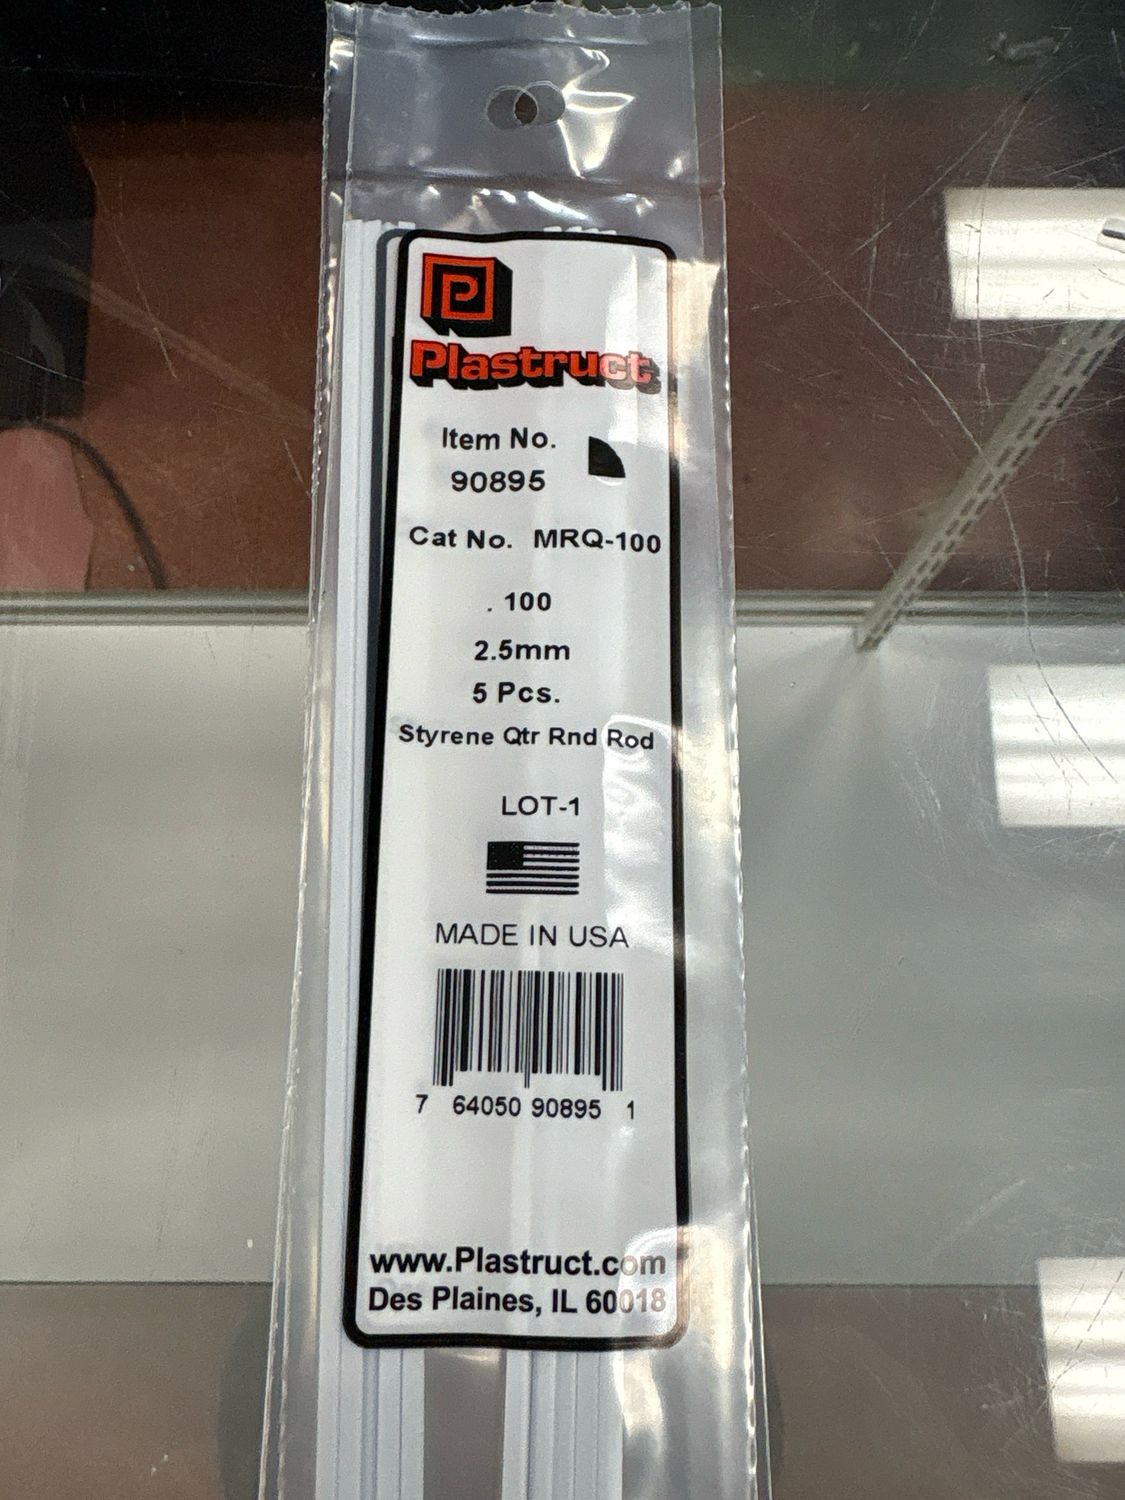 Plastruct
Item No.
90895
Cat No. MRQ-100
. 100
2.5mm
5 Pcs.
Styrene Qtr Rnd Rod
LOT-1
MADE IN USA
7 64050 90895 1
www.Plastruct.com
Des Plaines, IL 60018